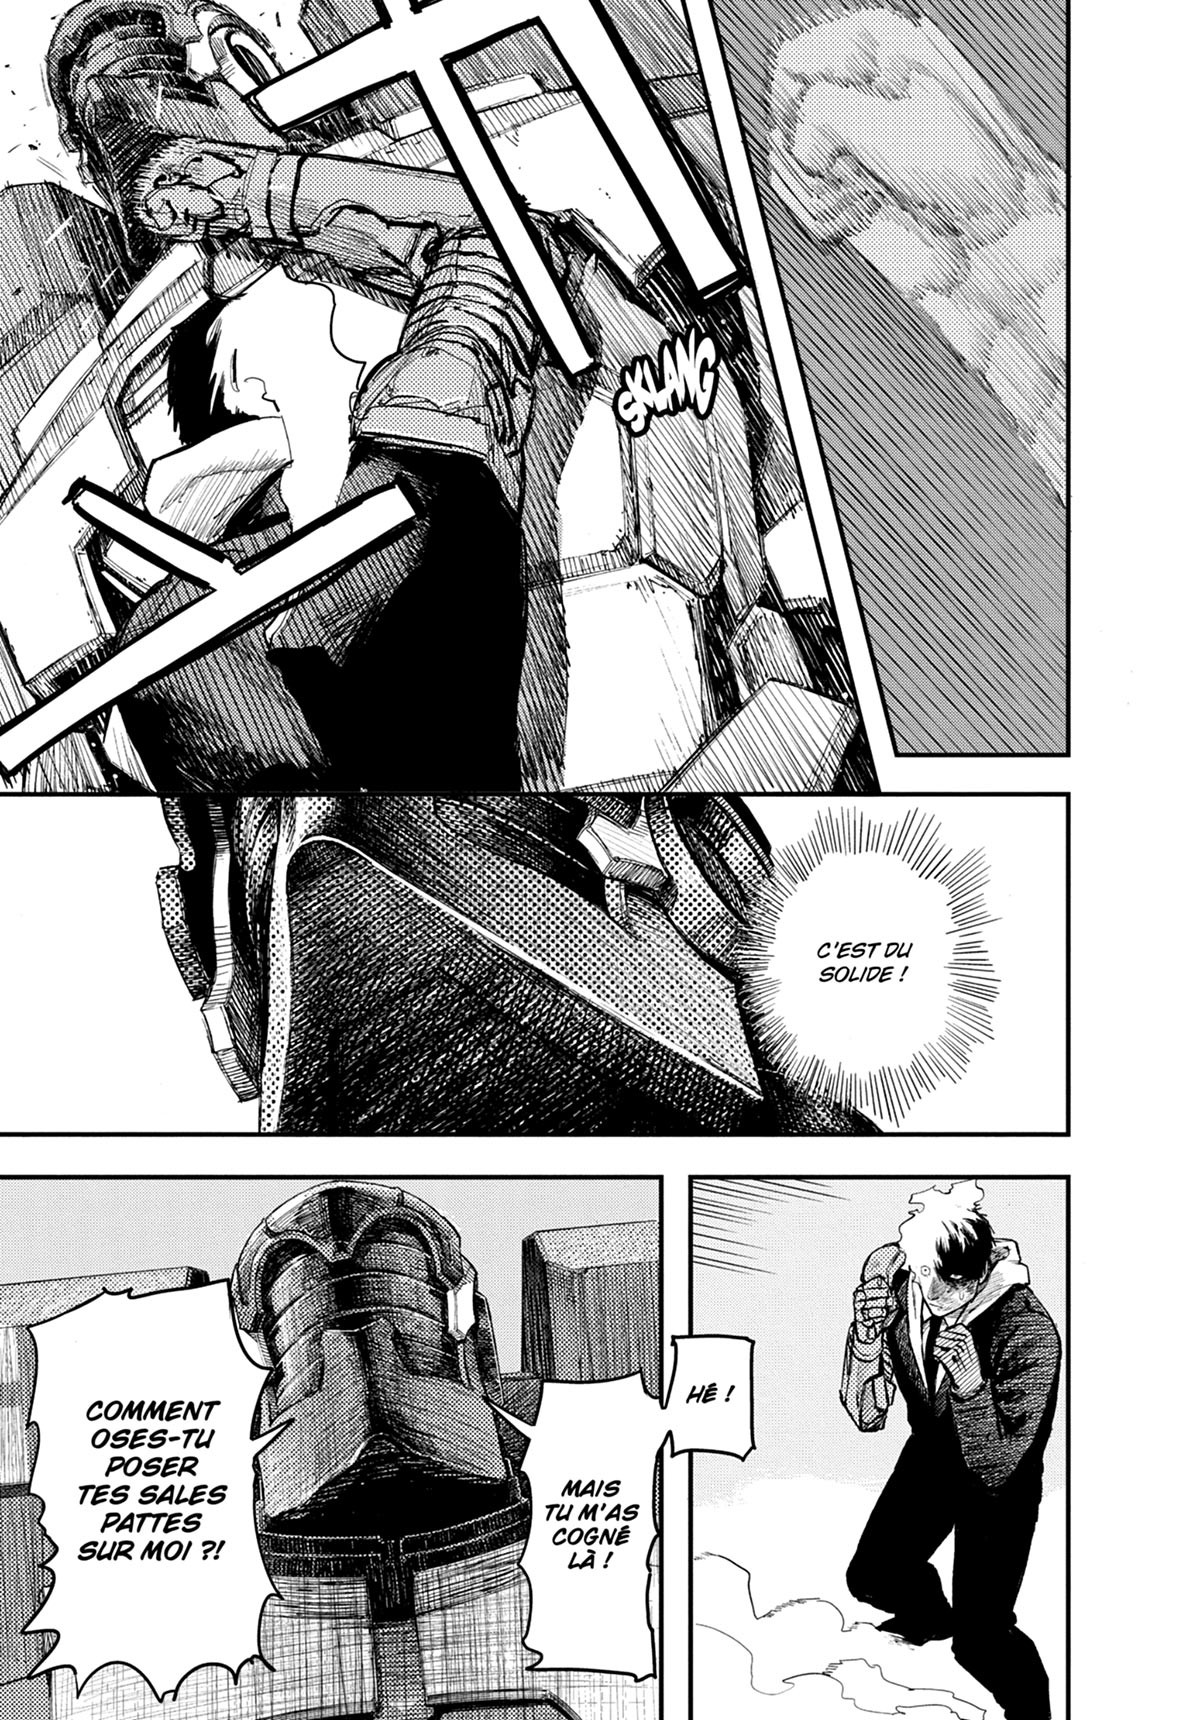 SKLANG
C'EST DU
SOLIDE !
HÉ !
MAIS
TU M'AS
COGNÉ
LÀ !
COMMENT
OSES-TU
POSER
TES SALES
PATTES
SUR MOI ?!